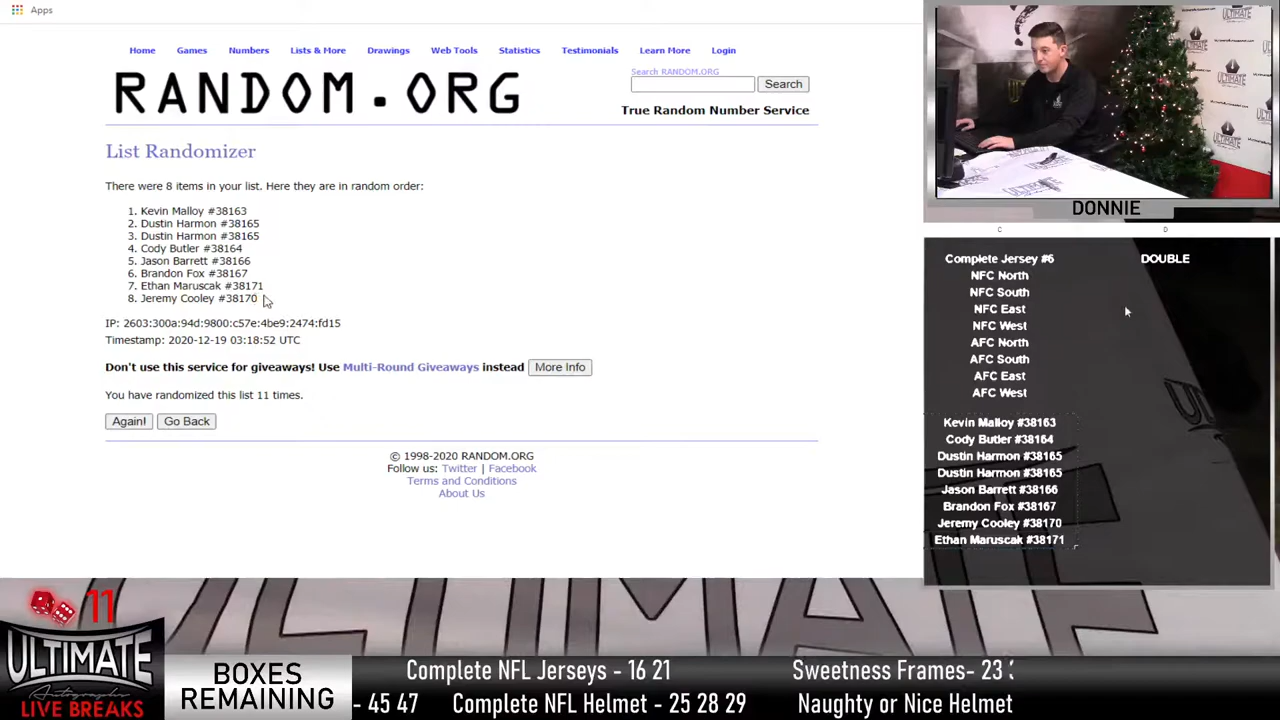 Apps
Home Games Numbers Lists & More Drawings Web Tools Statistics Testimonials Learn More Login
RANDOM.ORG
Search RANDOM.ORG
Search
True Random Number Service
List Randomizer
There were 8 items in your list. Here they are in random order:
1. Kevin Malloy #38163
2. Dustin Harmon #38165
3. Dustin Harmon #38165
4. Cody Butler #38164
5. Jason Barrett #38166
6. Brandon Fox #38167
7. Ethan Maruscak #38171
8. Jeremy Cooley #38170
IP: 2603:300a:94d:9800:c57e:4be9:2474:fd15
Timestamp: 2020-12-19 03:18:52 UTC
Don't use this service for giveaways! Use Multi-Round Giveaways instead More Info
You have randomized this list 11 times.
Again! Go Back
© 1998-2020 RANDOM.ORG
Follow us: Twitter | Facebook
Terms and Conditions
About Us
ULTIMATE
DONNIE
C D
Complete Jersey #6 DOUBLE
NFC North
NFC South
NFC East
NFC West
AFC North
AFC South
AFC East
AFC West
Kevin Malloy #38163
Cody Butler #38164
Dustin Harmon #38165
Dustin Harmon #38165
Jason Barrett #38166
Brandon Fox #38167
Jeremy Cooley #38170
Ethan Maruscak #38171
11
ULTIMATE
Autographs
LIVE BREAKS
BOXES
REMAINING
Complete NFL Jerseys - 16 21 Sweetness Frames- 23
- 45 47 Complete NFL Helmet - 25 28 29 Naughty or Nice Helmet